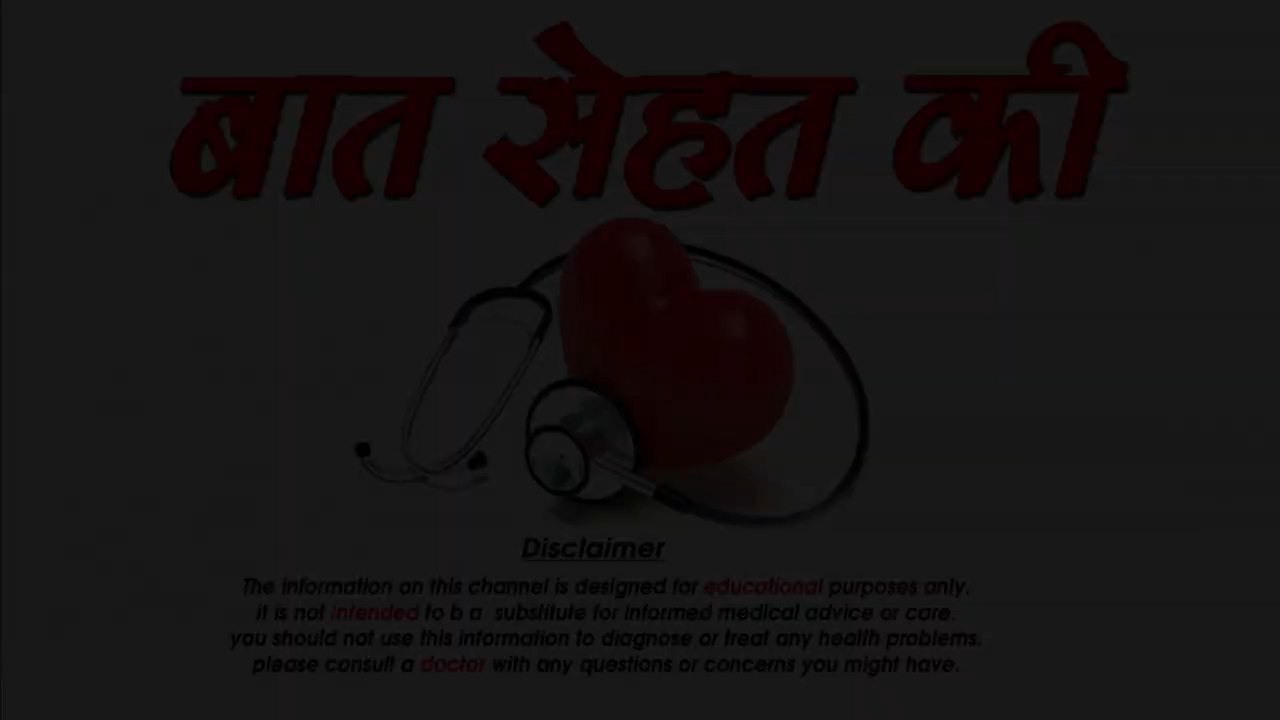 बात सेहत की
Disclaimer
The information on this channel is designed for educational purposes only.
it is not intended to b a substitute for informed medical advice or care.
you should not use this information to diagnose or treat any health problems.
please consult a doctor with any questions or concerns you might have.